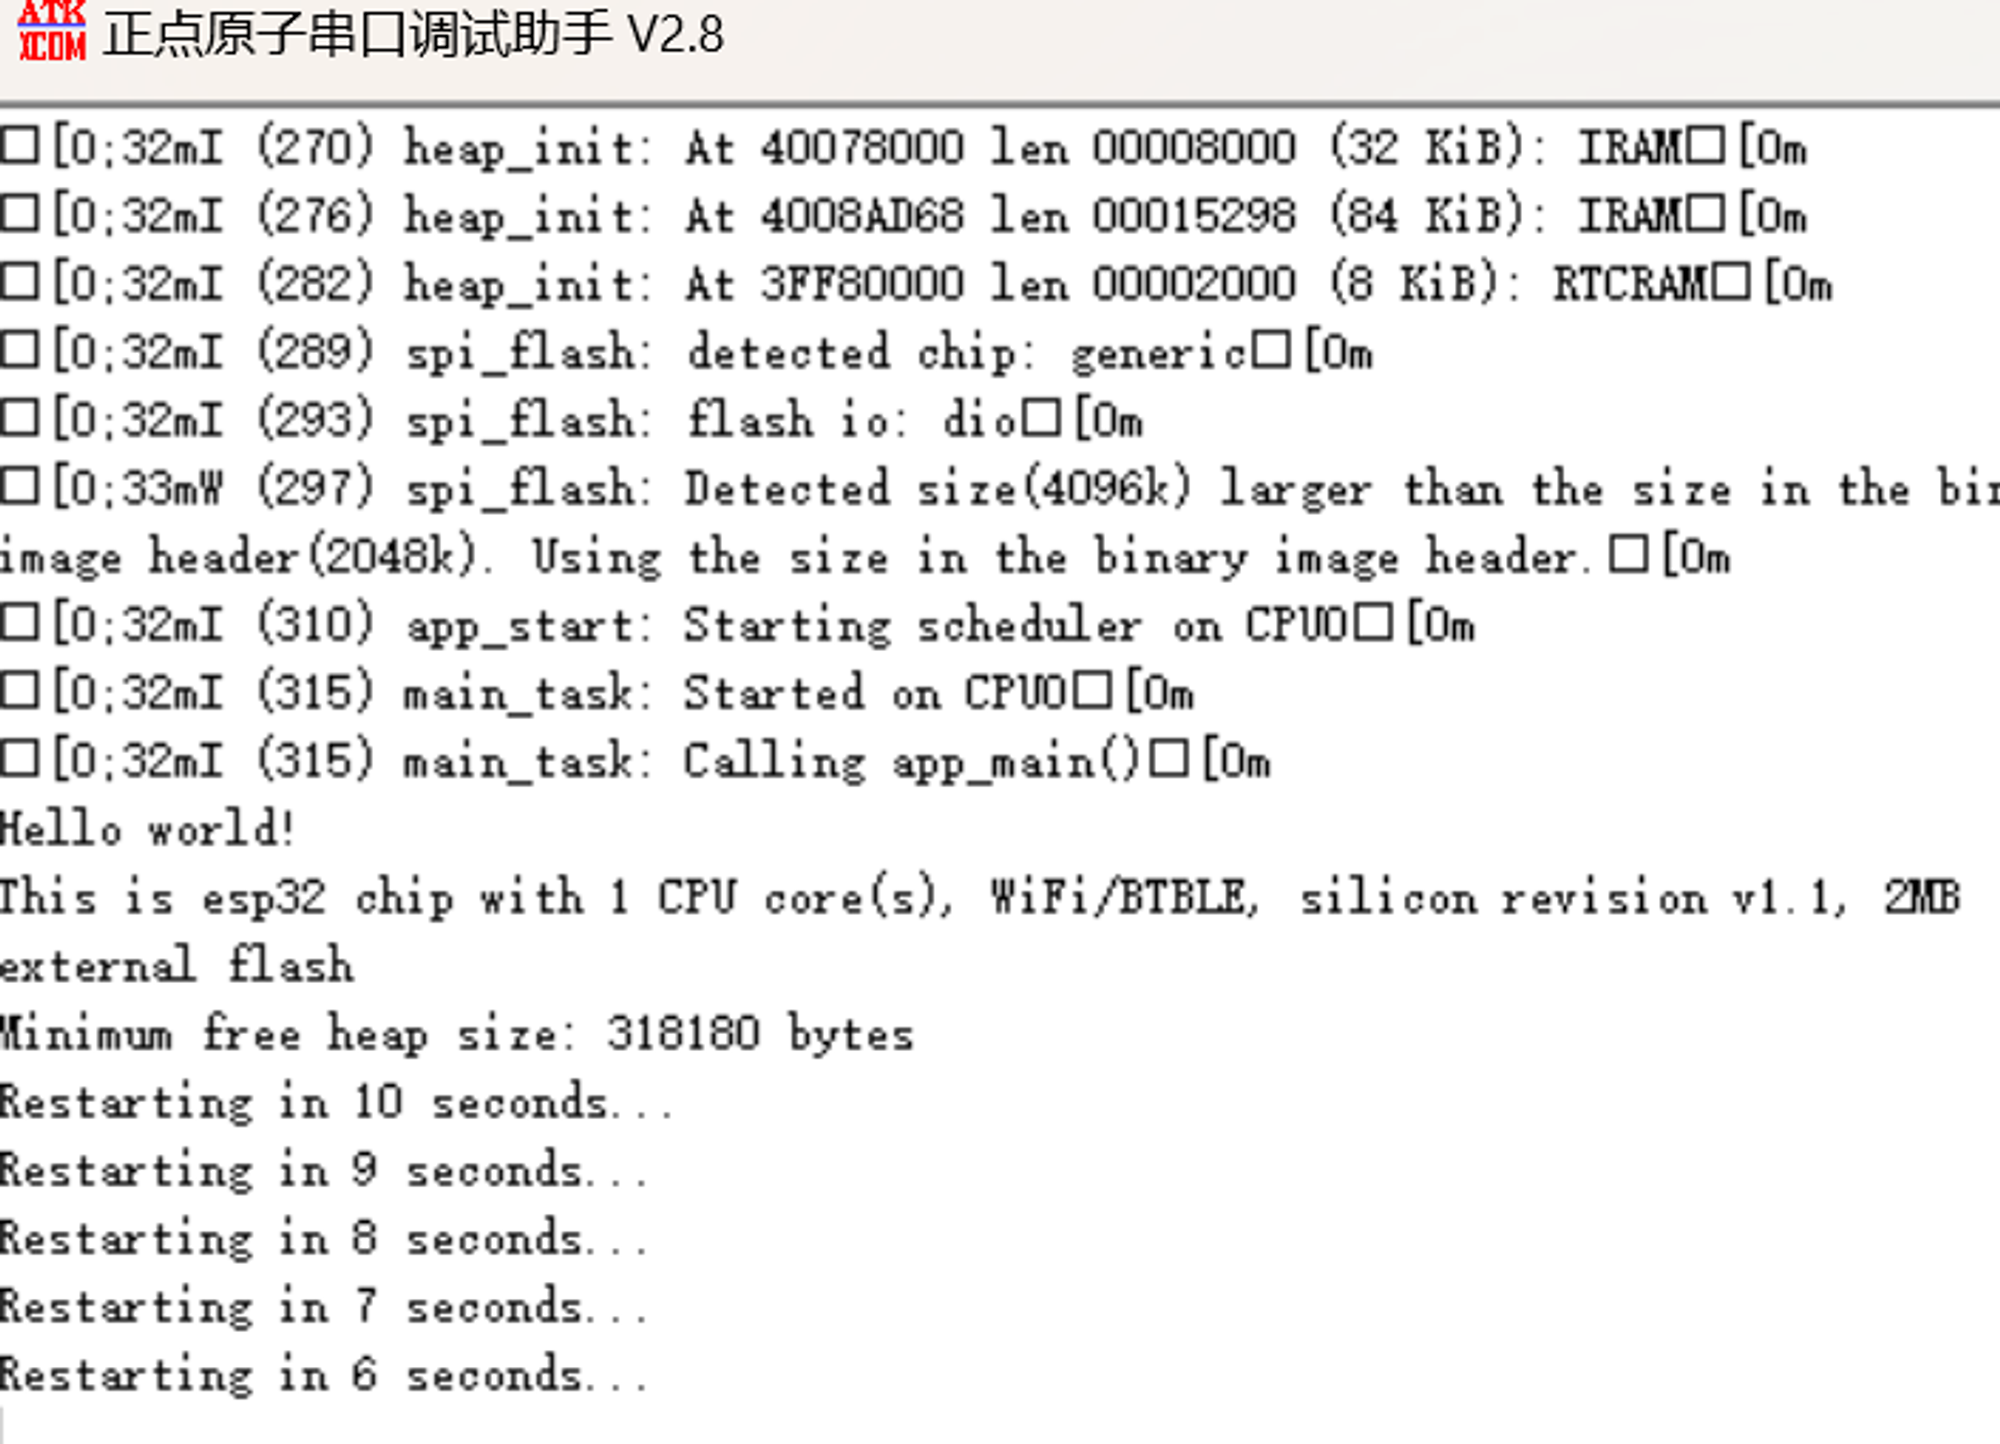 ATK
XCOM 正点原子串口调试助手 V2.8
□[0;32mI (270) heap_init: At 40078000 len 00008000 (32 KiB): IRAM□[0m
□[0;32mI (276) heap_init: At 4008AD68 len 00015298 (84 KiB): IRAM□[0m
□[0;32mI (282) heap_init: At 3FF80000 len 00002000 (8 KiB): RTCRAM□[0m
□[0;32mI (289) spi_flash: detected chip: generic□[0m
□[0;32mI (293) spi_flash: flash io: dio□[0m
□[0;33mW (297) spi_flash: Detected size(4096k) larger than the size in the bin
image header(2048k). Using the size in the binary image header.□[0m
□[0;32mI (310) app_start: Starting scheduler on CPU0□[0m
□[0;32mI (315) main_task: Started on CPU0□[0m
□[0;32mI (315) main_task: Calling app_main()□[0m
Hello world!
This is esp32 chip with 1 CPU core(s), WiFi/BTBLE, silicon revision v1.1, 2MB
external flash
Minimum free heap size: 318180 bytes
Restarting in 10 seconds...
Restarting in 9 seconds...
Restarting in 8 seconds...
Restarting in 7 seconds...
Restarting in 6 seconds...